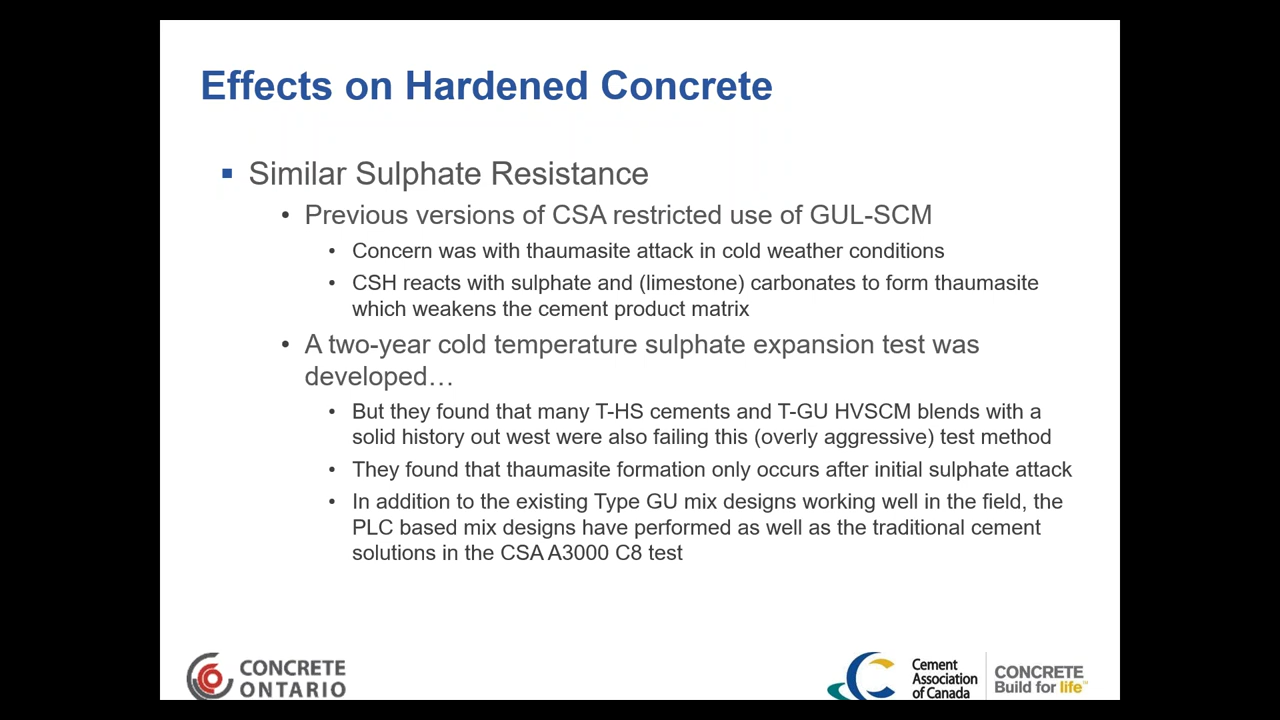 Effects on Hardened Concrete
Similar Sulphate Resistance
Previous versions of CSA restricted use of GUL-SCM
Concern was with thaumasite attack in cold weather conditions
CSH reacts with sulphate and (limestone) carbonates to form thaumasite
which weakens the cement product matrix
A two-year cold temperature sulphate expansion test was
developed…
But they found that many T-HS cements and T-GU HVSCM blends with a
solid history out west were also failing this (overly aggressive) test method
They found that thaumasite formation only occurs after initial sulphate attack
In addition to the existing Type GU mix designs working well in the field, the
PLC based mix designs have performed as well as the traditional cement
solutions in the CSA A3000 C8 test
CONCRETE
ONTARIO
Cement
Association
of Canada
CONCRETE
Build for life™